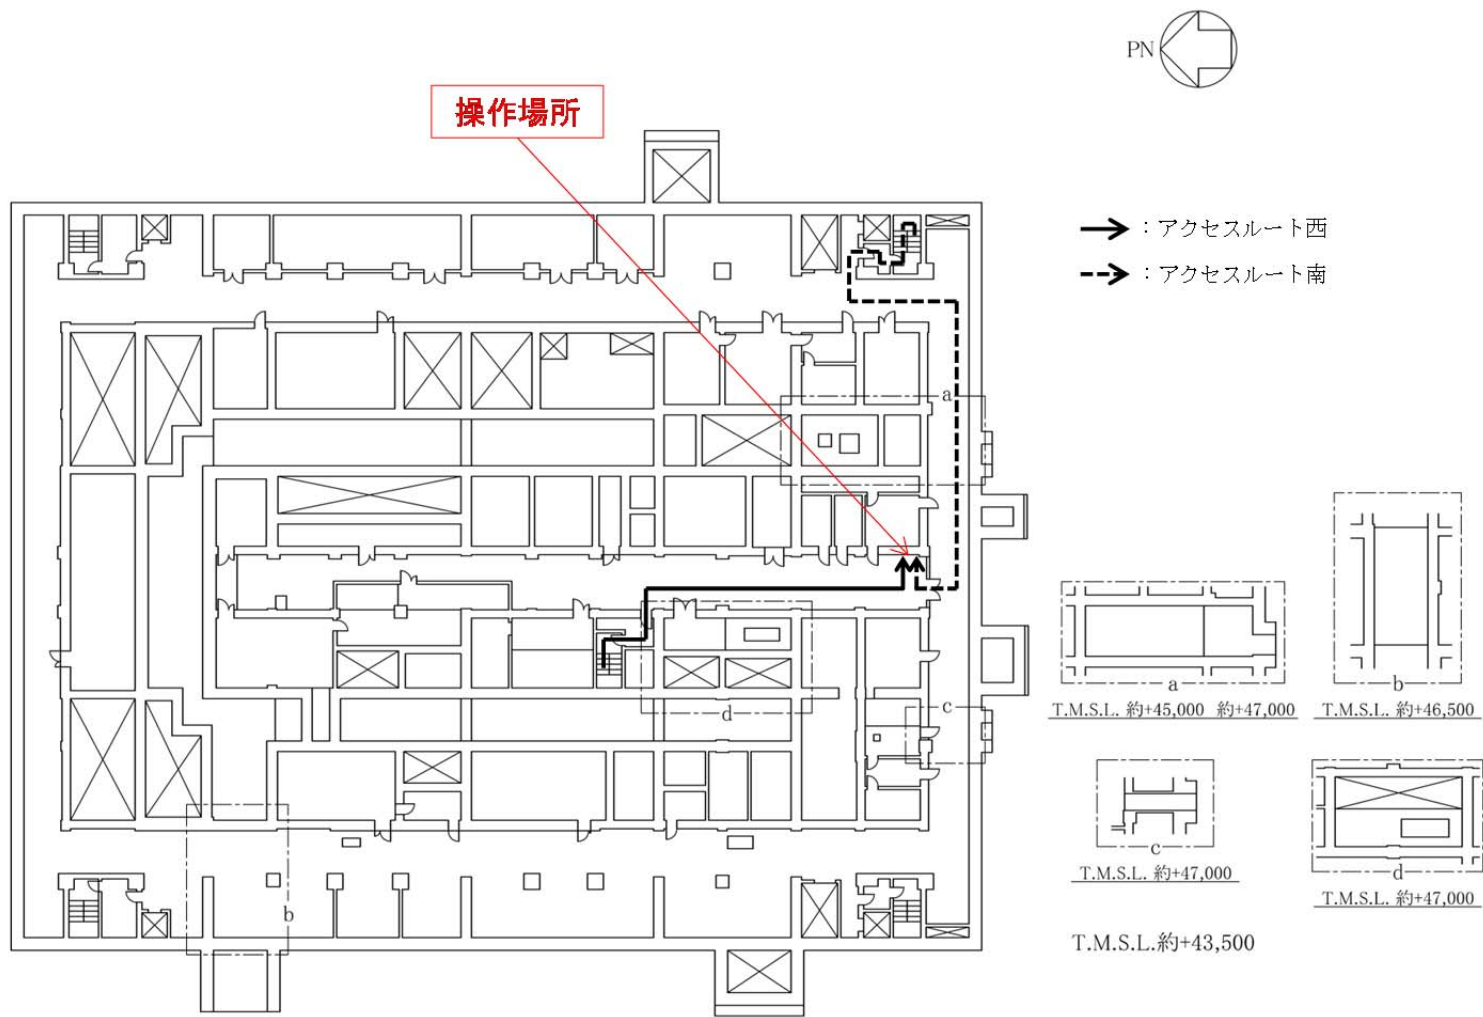 PN
操作場所
：アクセスルート西
：アクセスルート南
a
d
c
b
a
T.M.S.L. 約+45,000 約+47,000
b
T.M.S.L. 約+46,500
c
T.M.S.L. 約+47,000
d
T.M.S.L. 約+47,000
T.M.S.L.約+43,500